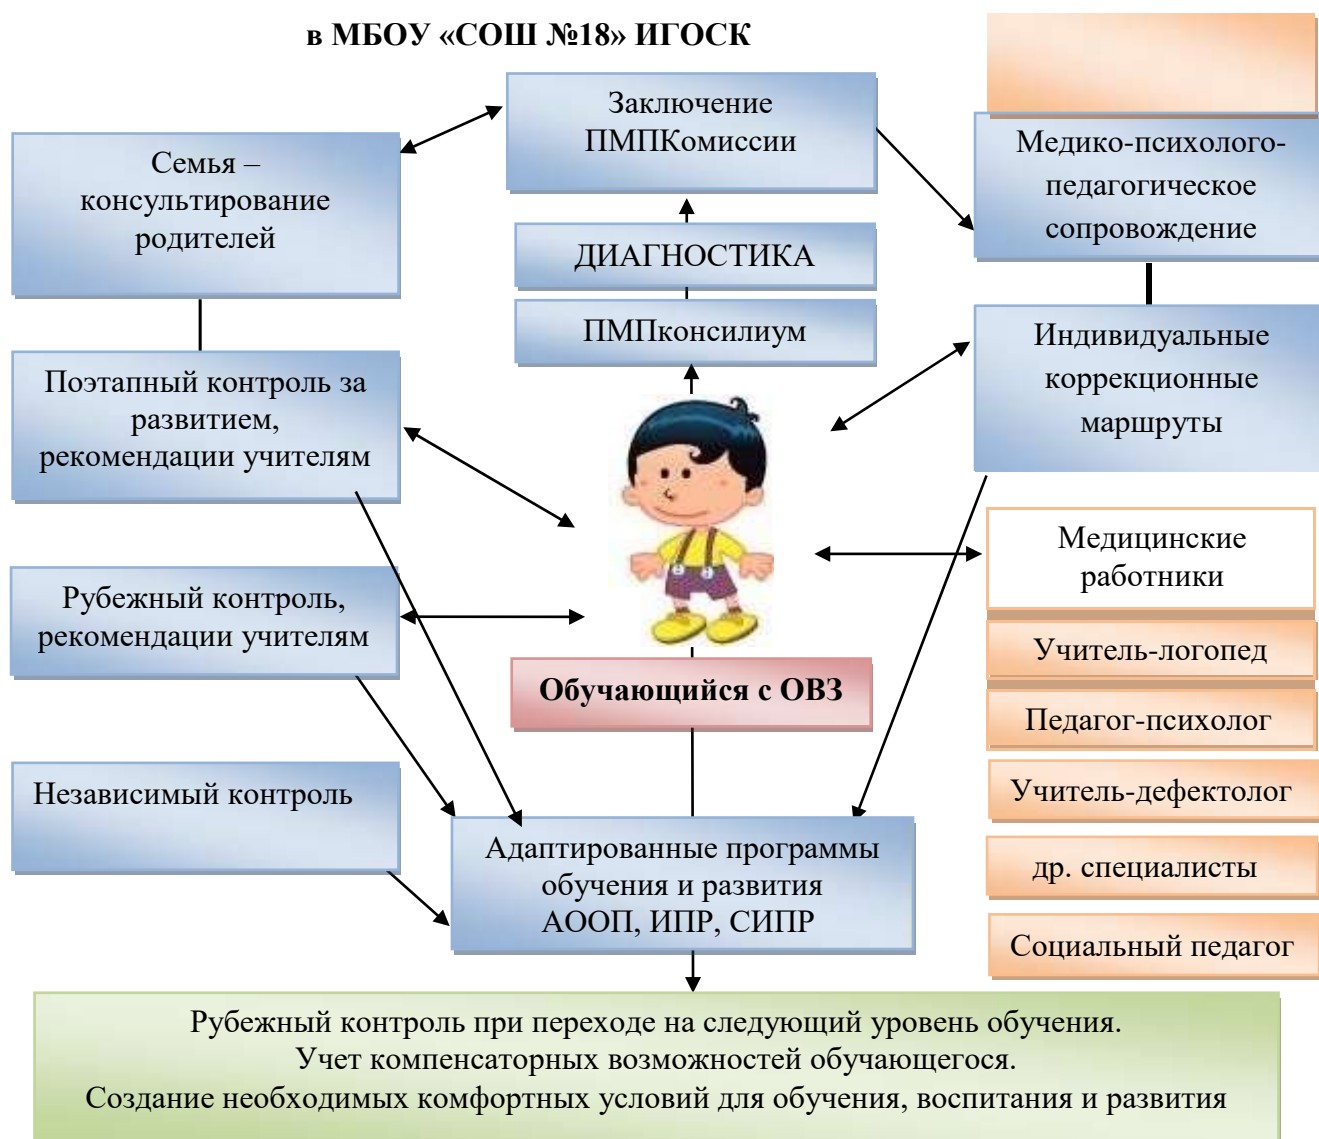 в МБОУ «СОШ №18» ИГОСК
Заключение
ПМПКомиссии
Семья –
консультирование
родителей
Медико-психолого-
педагогическое
сопровождение
ДИАГНОСТИКА
ПМПконсилиум
Индивидуальные
коррекционные
маршруты
Поэтапный контроль за
развитием,
рекомендации учителям
Медицинские
работники
Рубежный контроль,
рекомендации учителям
Учитель-логопед
Обучающийся с ОВЗ
Педагог-психолог
Независимый контроль
Учитель-дефектолог
Адаптированные программы
обучения и развития
АООП, ИПР, СИПР
др. специалисты
Социальный педагог
Рубежный контроль при переходе на следующий уровень обучения.
Учет компенсаторных возможностей обучающегося.
Создание необходимых комфортных условий для обучения, воспитания и развития